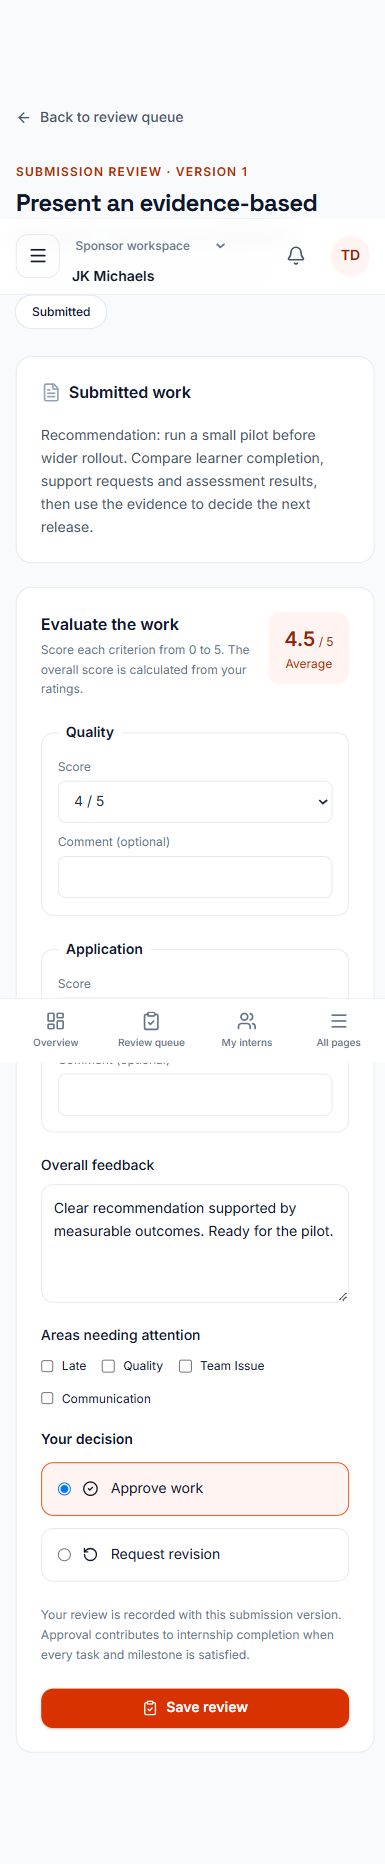 Back to review queue
SUBMISSION REVIEW · VERSION 1
Present an evidence-based
Sponsor workspace
JK Michaels
TD
Submitted
Submitted work
Recommendation: run a small pilot before
wider rollout. Compare learner completion,
support requests and assessment results,
then use the evidence to decide the next
release.
Evaluate the work
Score each criterion from 0 to 5. The
overall score is calculated from your
ratings.
4.5 / 5
Average
Quality
Score
4 / 5
Comment (optional)
Application
Score
Overview
Review queue
My interns
All pages
Comment (optional)
Overall feedback
Clear recommendation supported by
measurable outcomes. Ready for the pilot.
Areas needing attention
Late
Quality
Team Issue
Communication
Your decision
Approve work
Request revision
Your review is recorded with this submission version.
Approval contributes to internship completion when
every task and milestone is satisfied.
Save review